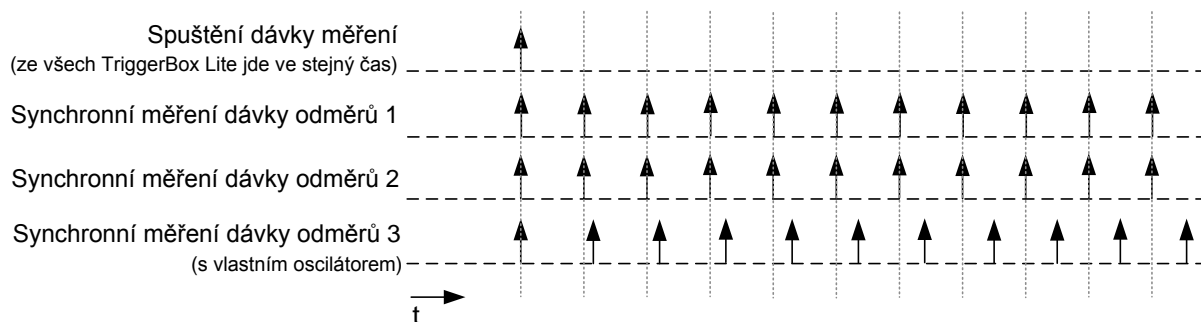 Spuštění dávky měření
(ze všech TriggerBox Lite jde ve stejný čas)
Synchronní měření dávky odměrů 1
Synchronní měření dávky odměrů 2
Synchronní měření dávky odměrů 3
(s vlastním oscilátorem)
t